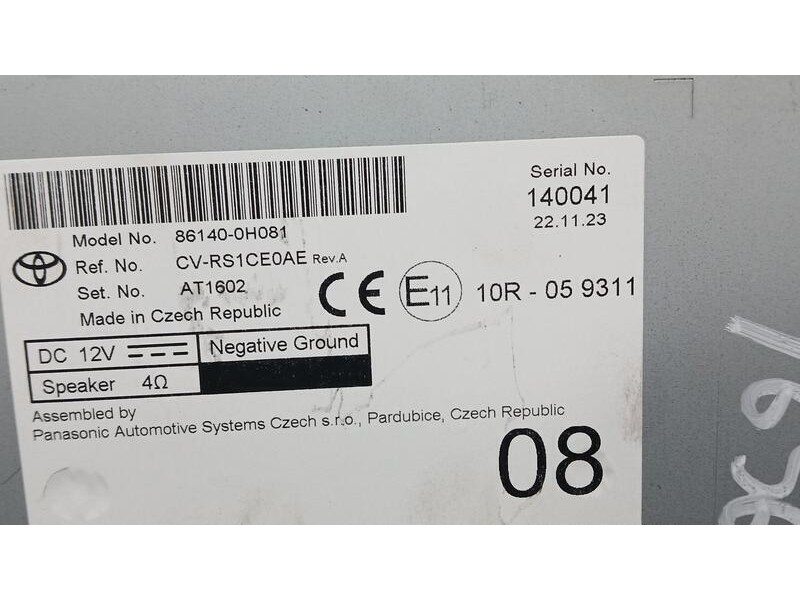 Serial No.
140041
22.11.23
Model No. 86140-0H081
Ref. No. CV-RS1CE0AE Rev.A
Set. No. AT1602
Made in Czech Republic
CE E11 10R - 05 9311
DC 12V Negative Ground
Speaker 4Ω
Assembled by
Panasonic Automotive Systems Czech s.r.o., Pardubice, Czech Republic
08